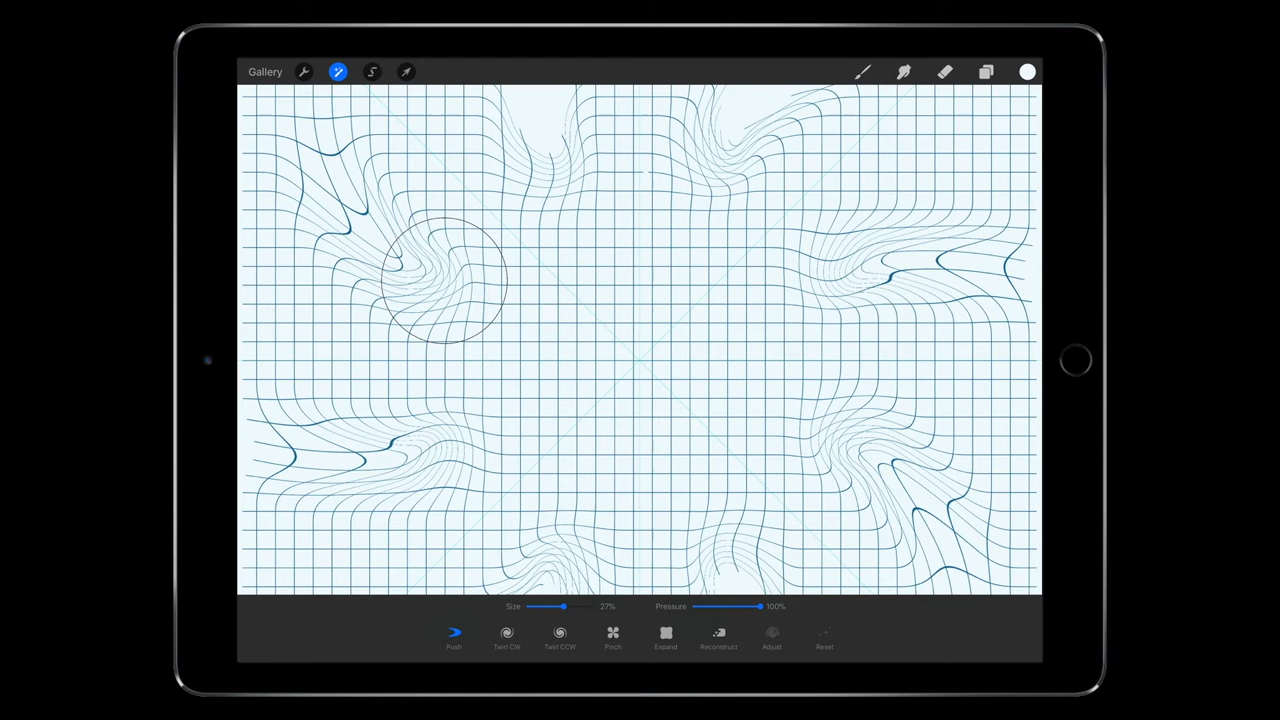 Gallery
Size 27% Pressure 100%
Push Twirl CW Twirl CCW Pinch Expand Reconstruct Adjust Reset